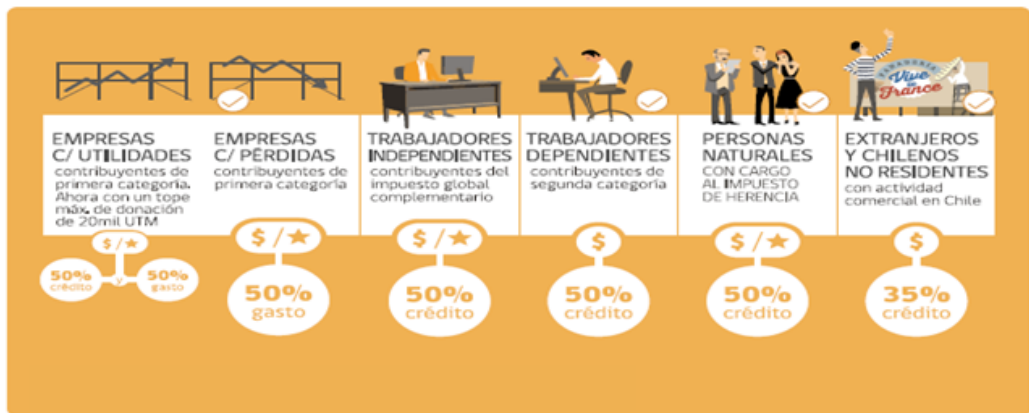 PANADERÍA
Vive la
France
EMPRESAS
C/ UTILIDADES
contribuyentes de
primera categoría.
Ahora con un tope
máx. de donación
de 20mil UTM
$ / ★
50%
crédito
y
50%
gasto
EMPRESAS
C/ PÉRDIDAS
contribuyentes de
primera categoría
$ / ★
50%
gasto
TRABAJADORES
INDEPENDIENTES
contribuyentes del
impuesto global
complementario
$ / ★
50%
crédito
TRABAJADORES
DEPENDIENTES
contribuyentes de
segunda categoría
$
50%
crédito
PERSONAS
NATURALES
CON CARGO
AL IMPUESTO
DE HERENCIA
$ / ★
50%
crédito
EXTRANJEROS
Y CHILENOS
NO RESIDENTES
con actividad
comercial en Chile
$
35%
crédito